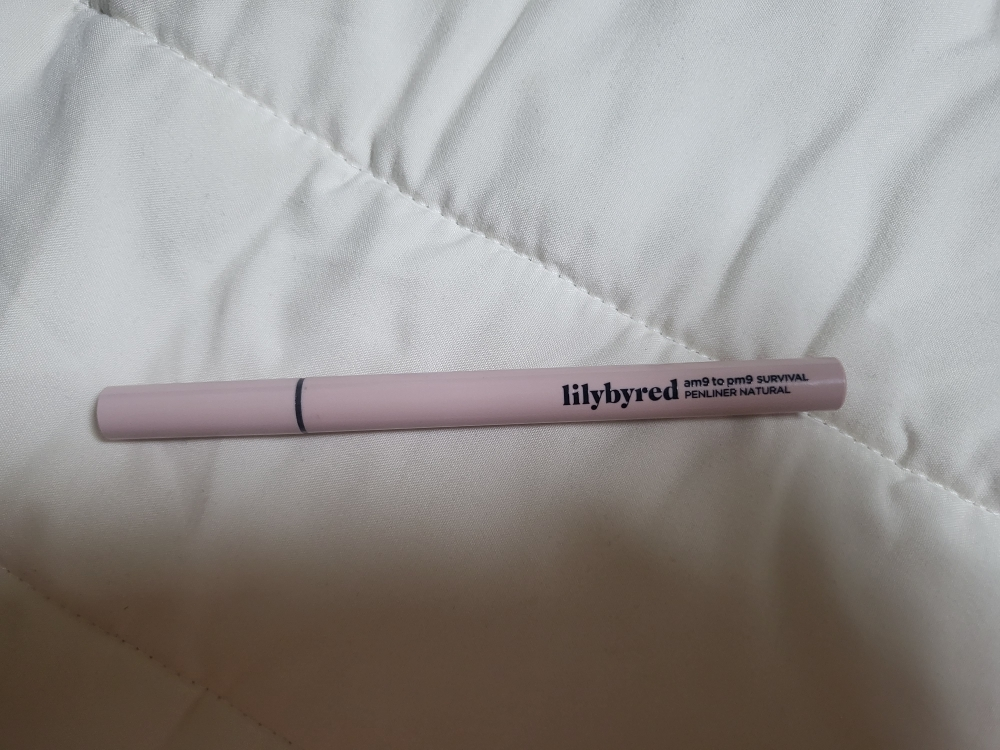 lilybyred
am9 to pm9 SURVIVAL
PENLINER NATURAL